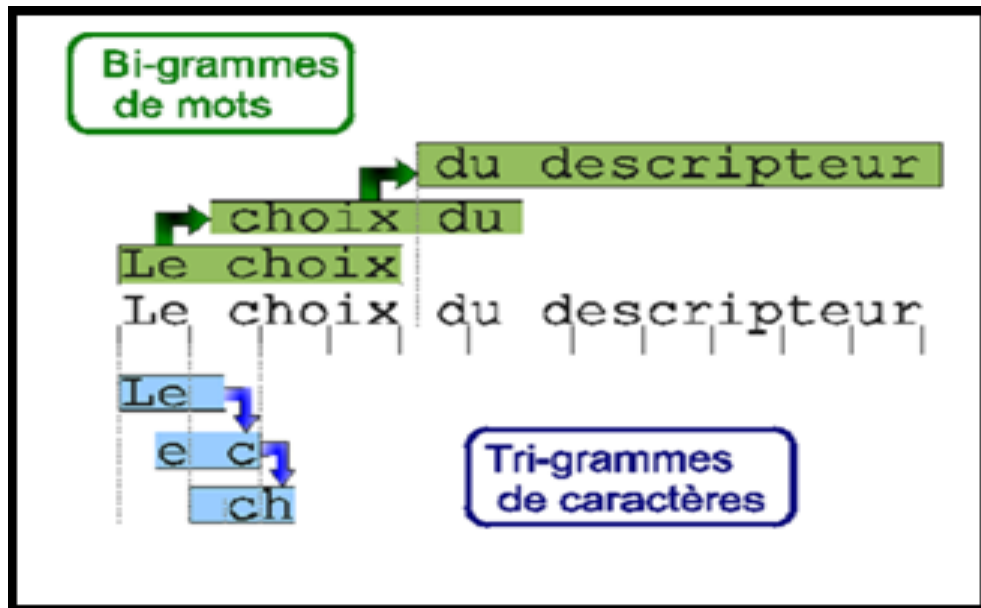 Bi-grammes
de mots
du descripteur
choix du
Le choix
Le choix du descripteur
Le
e c
ch
Tri-grammes
de caractères